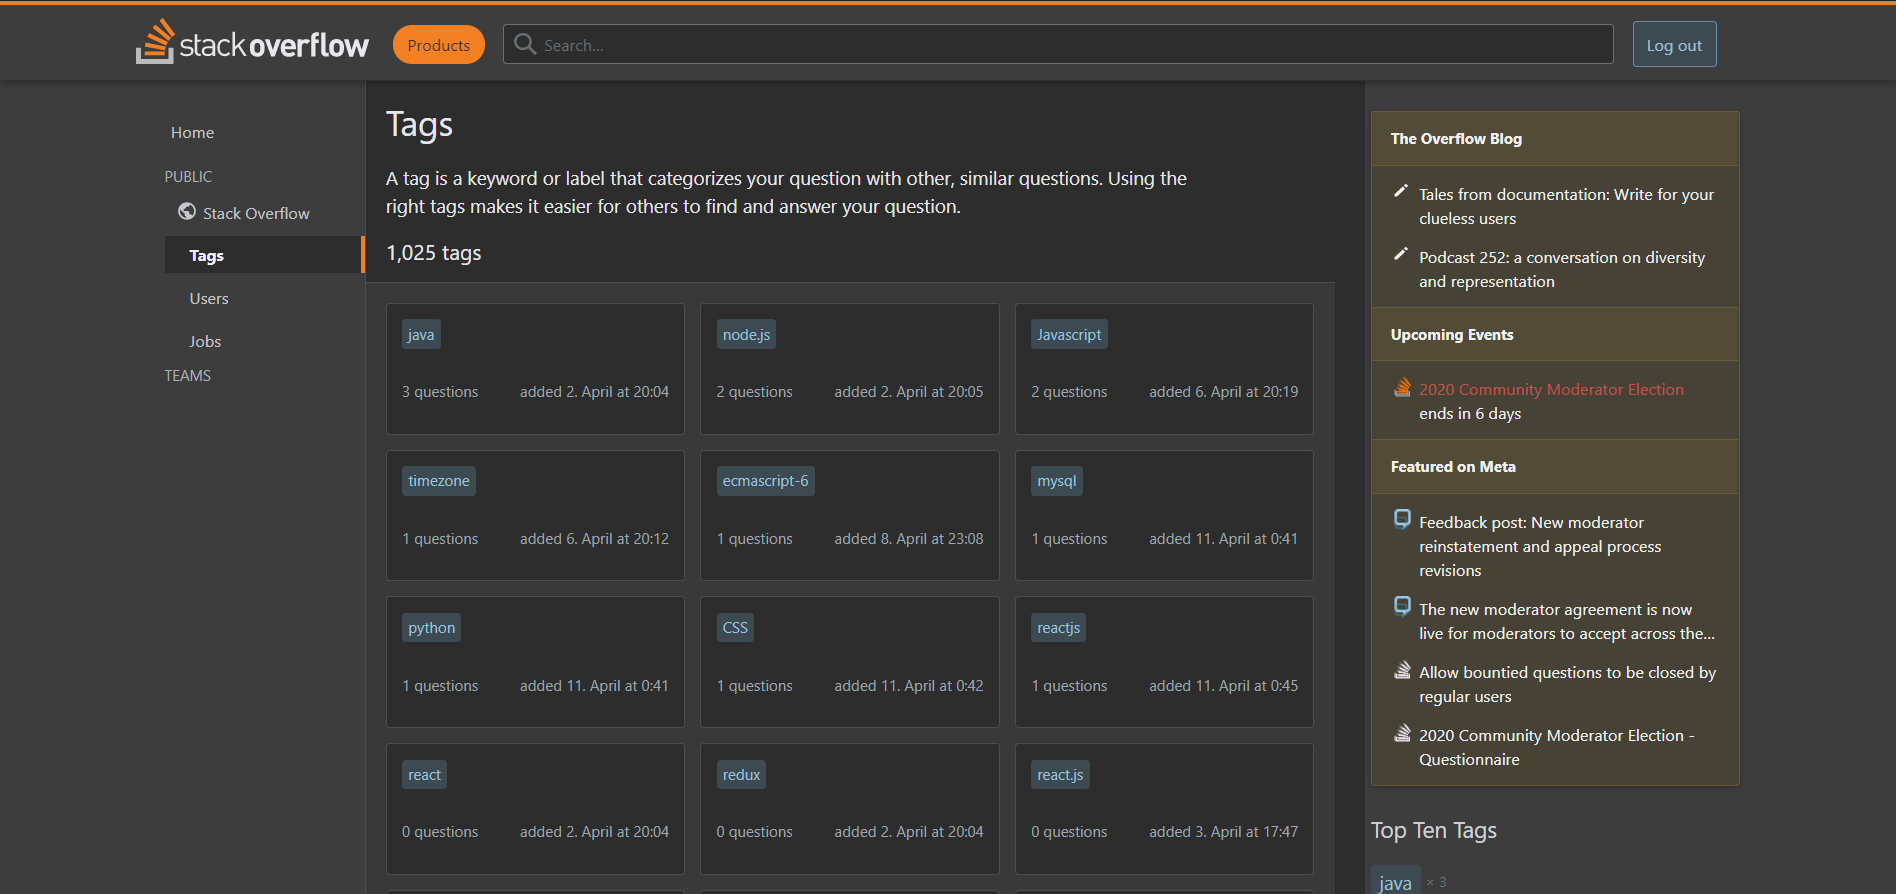 stack overflow
Products
Search...
Log out
Home
PUBLIC
Stack Overflow
Tags
Users
Jobs
TEAMS
Tags
A tag is a keyword or label that categorizes your question with other, similar questions. Using the
right tags makes it easier for others to find and answer your question.
1,025 tags
java
3 questions added 2. April at 20:04
node.js
2 questions added 2. April at 20:05
Javascript
2 questions added 6. April at 20:19
timezone
1 questions added 6. April at 20:12
ecmascript-6
1 questions added 8. April at 23:08
mysql
1 questions added 11. April at 0:41
python
1 questions added 11. April at 0:41
CSS
1 questions added 11. April at 0:42
reactjs
1 questions added 11. April at 0:45
react
0 questions added 2. April at 20:04
redux
0 questions added 2. April at 20:04
react.js
0 questions added 3. April at 17:47
The Overflow Blog
Tales from documentation: Write for your
clueless users
Podcast 252: a conversation on diversity
and representation
Upcoming Events
2020 Community Moderator Election
ends in 6 days
Featured on Meta
Feedback post: New moderator
reinstatement and appeal process
revisions
The new moderator agreement is now
live for moderators to accept across the...
Allow bountied questions to be closed by
regular users
2020 Community Moderator Election -
Questionnaire
Top Ten Tags
java × 3